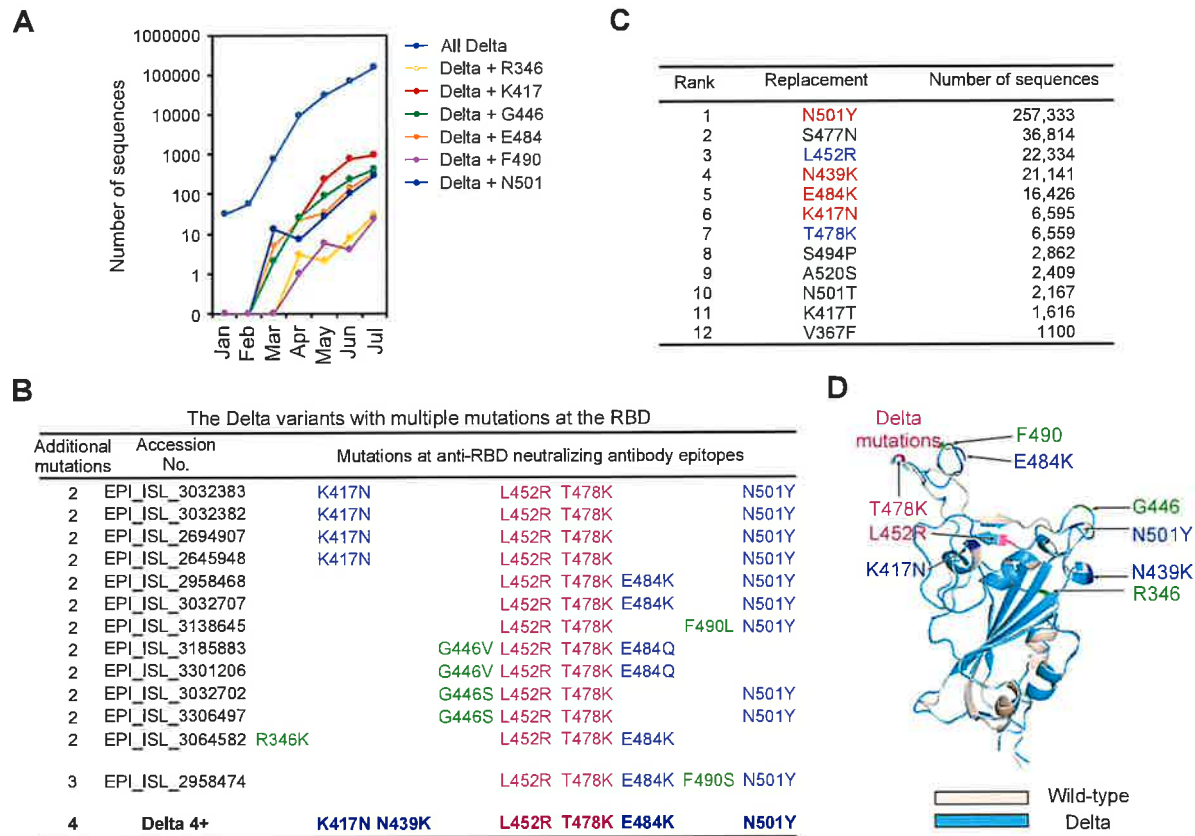 A
1000000
100000
10000
1000
100
10
1
0
Number of sequences
Jan Feb Mar Apr May Jun Jul
All Delta
Delta + R346
Delta + K417
Delta + G446
Delta + E484
Delta + F490
Delta + N501
C
Rank Replacement Number of sequences
1 N501Y 257,333
2 S477N 36,814
3 L452R 22,334
4 N439K 21,141
5 E484K 16,426
6 K417N 6,595
7 T478K 6,559
8 S494P 2,862
9 A520S 2,409
10 N501T 2,167
11 K417T 1,616
12 V367F 1100
B
The Delta variants with multiple mutations at the RBD
Additional mutations Accession No. Mutations at anti-RBD neutralizing antibody epitopes
2 EPI_ISL_3032383 K417N L452R T478K N501Y
2 EPI_ISL_3032382 K417N L452R T478K N501Y
2 EPI_ISL_2694907 K417N L452R T478K N501Y
2 EPI_ISL_2645948 K417N L452R T478K N501Y
2 EPI_ISL_2958468 L452R T478K E484K N501Y
2 EPI_ISL_3032707 L452R T478K E484K N501Y
2 EPI_ISL_3138645 L452R T478K F490L N501Y
2 EPI_ISL_3185883 G446V L452R T478K E484Q
2 EPI_ISL_3301206 G446V L452R T478K E484Q
2 EPI_ISL_3032702 G446S L452R T478K N501Y
2 EPI_ISL_3306497 G446S L452R T478K N501Y
2 EPI_ISL_3064582 R346K L452R T478K E484K
3 EPI_ISL_2958474 L452R T478K E484K F490S N501Y
4 Delta 4+ K417N N439K L452R T478K E484K N501Y
D
Delta
mutations
F490
E484K
T478K
G446
L452R
N501Y
K417N
N439K
R346
Wild-type
Delta